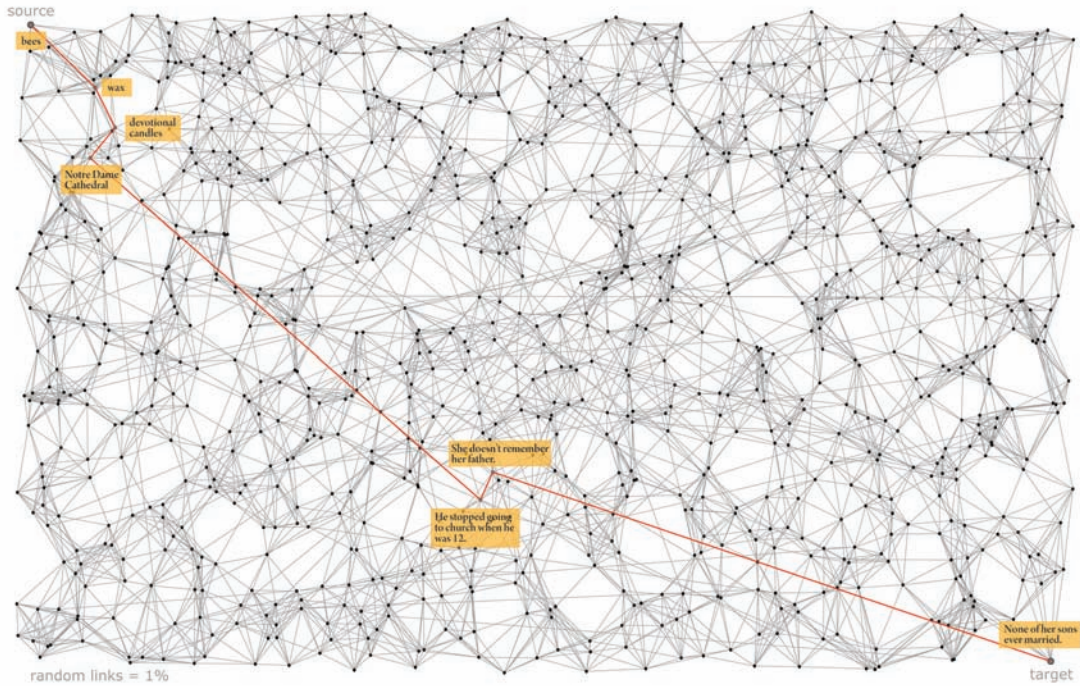 source
bees
wax
devotional
candles
Notre Dame
Cathedral
She doesn't remember
her father.
He stopped going
to church when he
was 12.
None of her sons
ever married.
random links = 1%
target